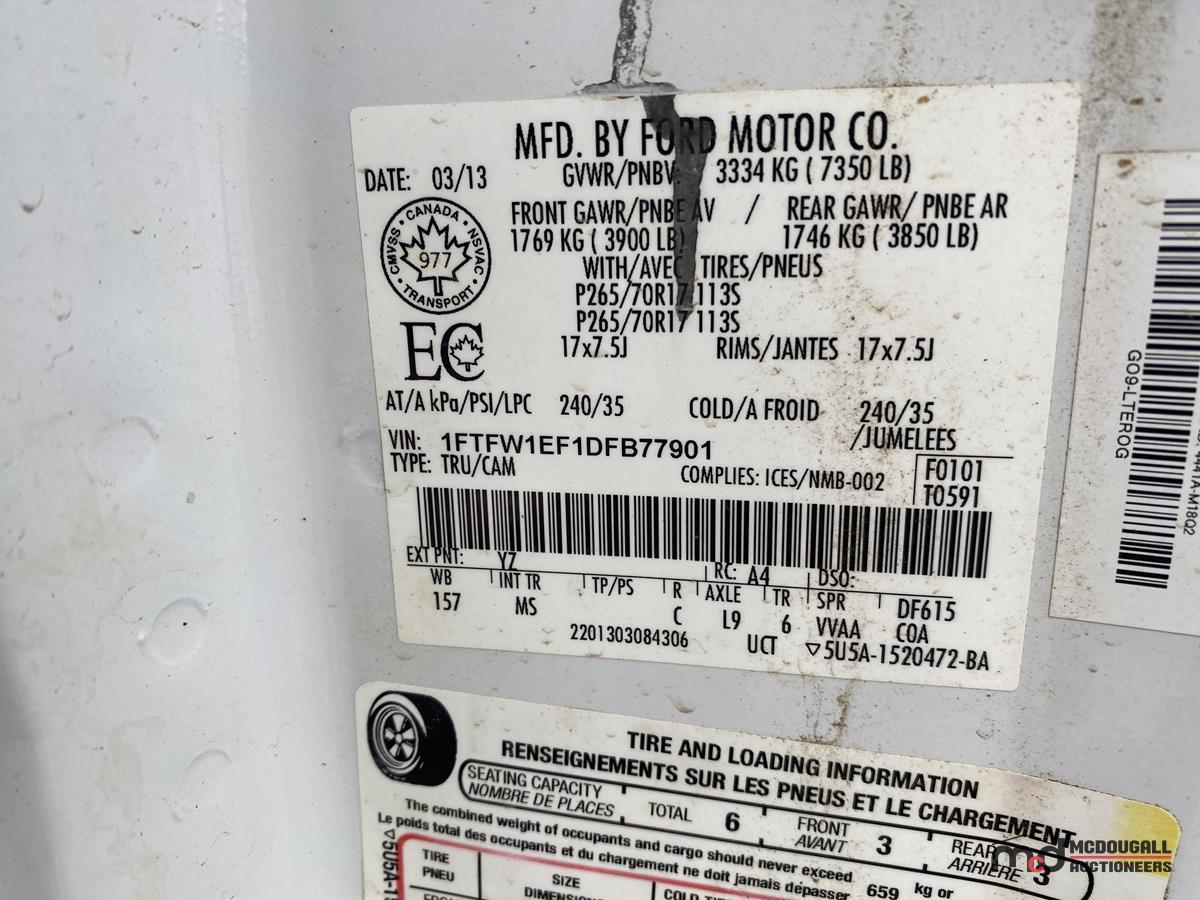 MFD. BY FORD MOTOR CO.
DATE: 03/13 GVWR/PNBV: 3334 KG ( 7350 LB)
FRONT GAWR/PNBE AV / REAR GAWR/ PNBE AR
1769 KG ( 3900 LB) 1746 KG ( 3850 LB)
WITH/AVEC TIRES/PNEUS
P265/70R17 113S
P265/70R17 113S
17x7.5J RIMS/JANTES 17x7.5J
CANADA
CMVSS 977 NSVAC
TRANSPORT
EC
AT/A kPa/PSI/LPC 240/35 COLD/A FROID 240/35
/JUMELEES
VIN: 1FTFW1EF1DFB77901
TYPE: TRU/CAM COMPLIES: ICES/NMB-002 F0101
T0591
EXT PNT: YZ RC: A4 DSO:
WB INT TR TP/PS R AXLE TR SPR DF615
157 MS C L9 6 VVAA COA
2201303084306 UCT ▽5U5A-1520472-BA
GO9-LTEROG
TIRE AND LOADING INFORMATION
RENSEIGNEMENTS SUR LES PNEUS ET LE CHARGEMENT
SEATING CAPACITY TOTAL 6 FRONT 3 REAR 3
NOMBRE DE PLACES AVANT ARRIÈRE
The combined weight of occupants and cargo should never exceed
Le poids total des occupants et du chargement ne doit jamais dépasser 659 kg or
▽5U5A-1
TIRE SIZE
PNEU
McD MCDOUGALL
AUCTIONEERS